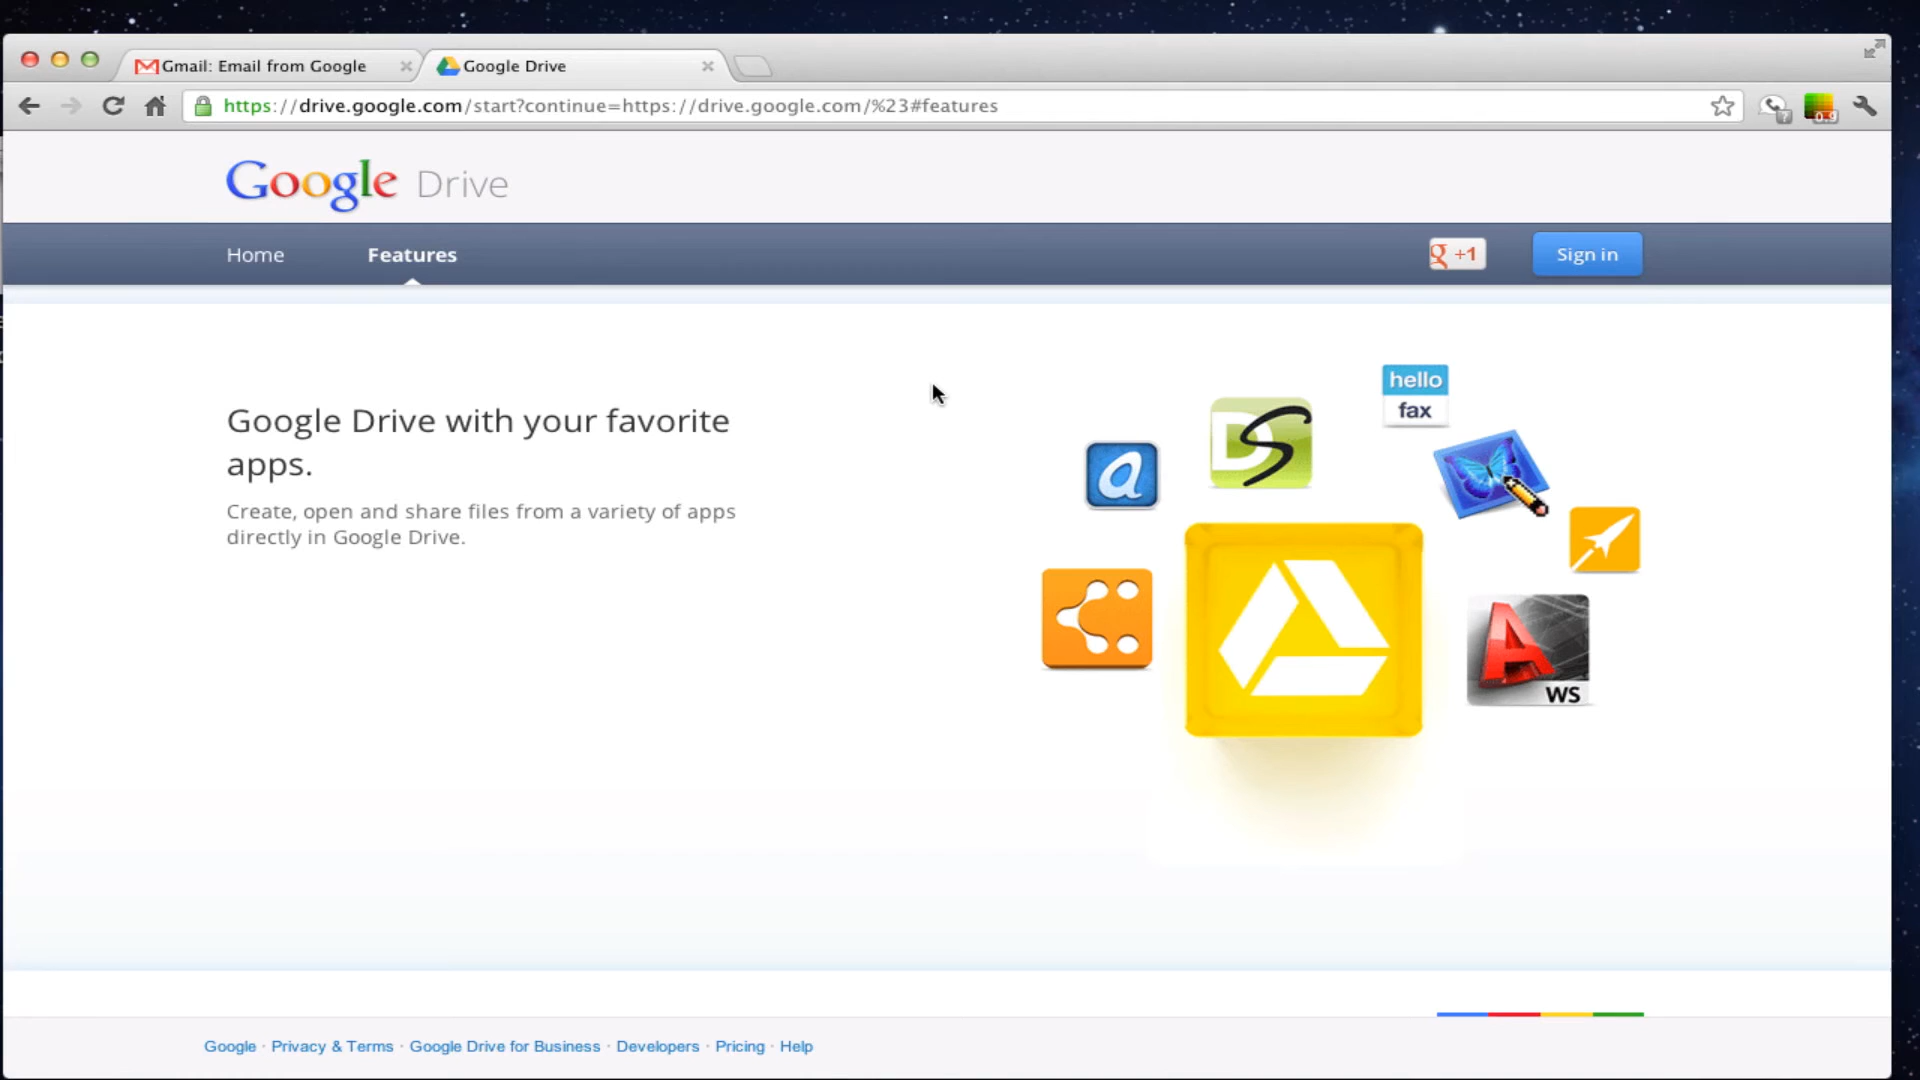 Gmail: Email from Google
Google Drive
https://drive.google.com/start?continue=https://drive.google.com/%23#features
0.9
Google Drive
Home
Features
g +1
Sign in
Google Drive with your favorite
apps.
Create, open and share files from a variety of apps
directly in Google Drive.
hello
fax
DS
a
A
WS
Google · Privacy & Terms · Google Drive for Business · Developers · Pricing · Help